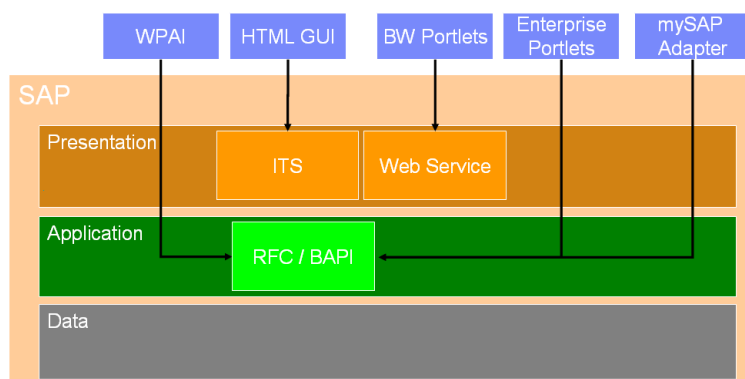 WPAI
HTML GUI
BW Portlets
Enterprise
Portlets
mySAP
Adapter
SAP
Presentation
ITS
Web Service
Application
RFC / BAPI
Data